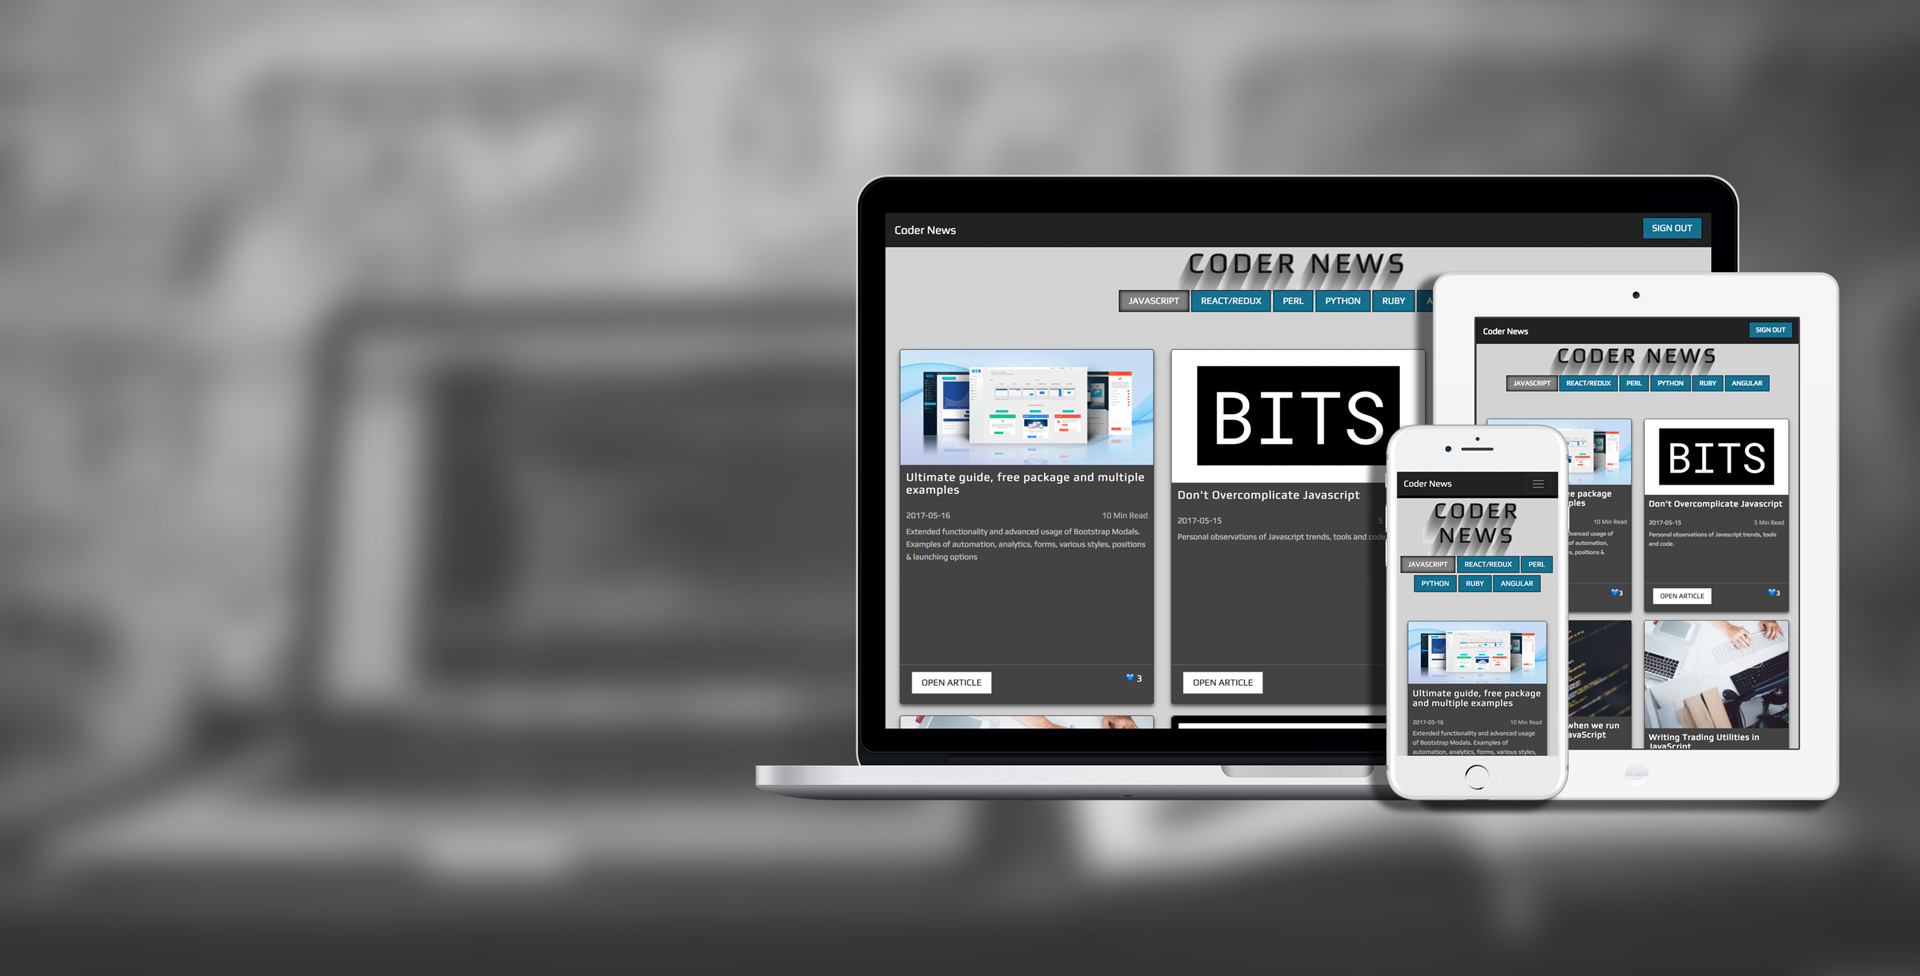 Coder News
SIGN OUT
CODER NEWS
JAVASCRIPT
REACT/REDUX
PERL
PYTHON
RUBY
A
BITS
Ultimate guide, free package and multiple
examples
2017-05-16
10 Min Read
Extended functionality and advanced usage of Bootstrap Modals.
Examples of automation, analytics, forms, various styles, positions
& launching options
OPEN ARTICLE
3
Don't Overcomplicate Javascript
2017-05-15
5
Personal observations of Javascript trends, tools and code
OPEN ARTICLE
Coder News
CODER
NEWS
JAVASCRIPT
REACT/REDUX
PERL
PYTHON
RUBY
ANGULAR
Ultimate guide, free package
and multiple examples
2017-05-16
10 Min Read
Extended functionality and advanced usage
of Bootstrap Modals. Examples of
automation, analytics, forms, various styles,
Coder News
SIGN OUT
CODER NEWS
JAVASCRIPT
REACT/REDUX
PERL
PYTHON
RUBY
ANGULAR
ee package
ples
10 Min Read
dvanced usage of
of automation,
s, positions &
3
BITS
Don't Overcomplicate Javascript
2017-05-15
5 Min Read
Personal observations of Javascript trends, tools
and code.
OPEN ARTICLE
3
when we run
avaScript
Writing Trading Utilities in
JavaScript